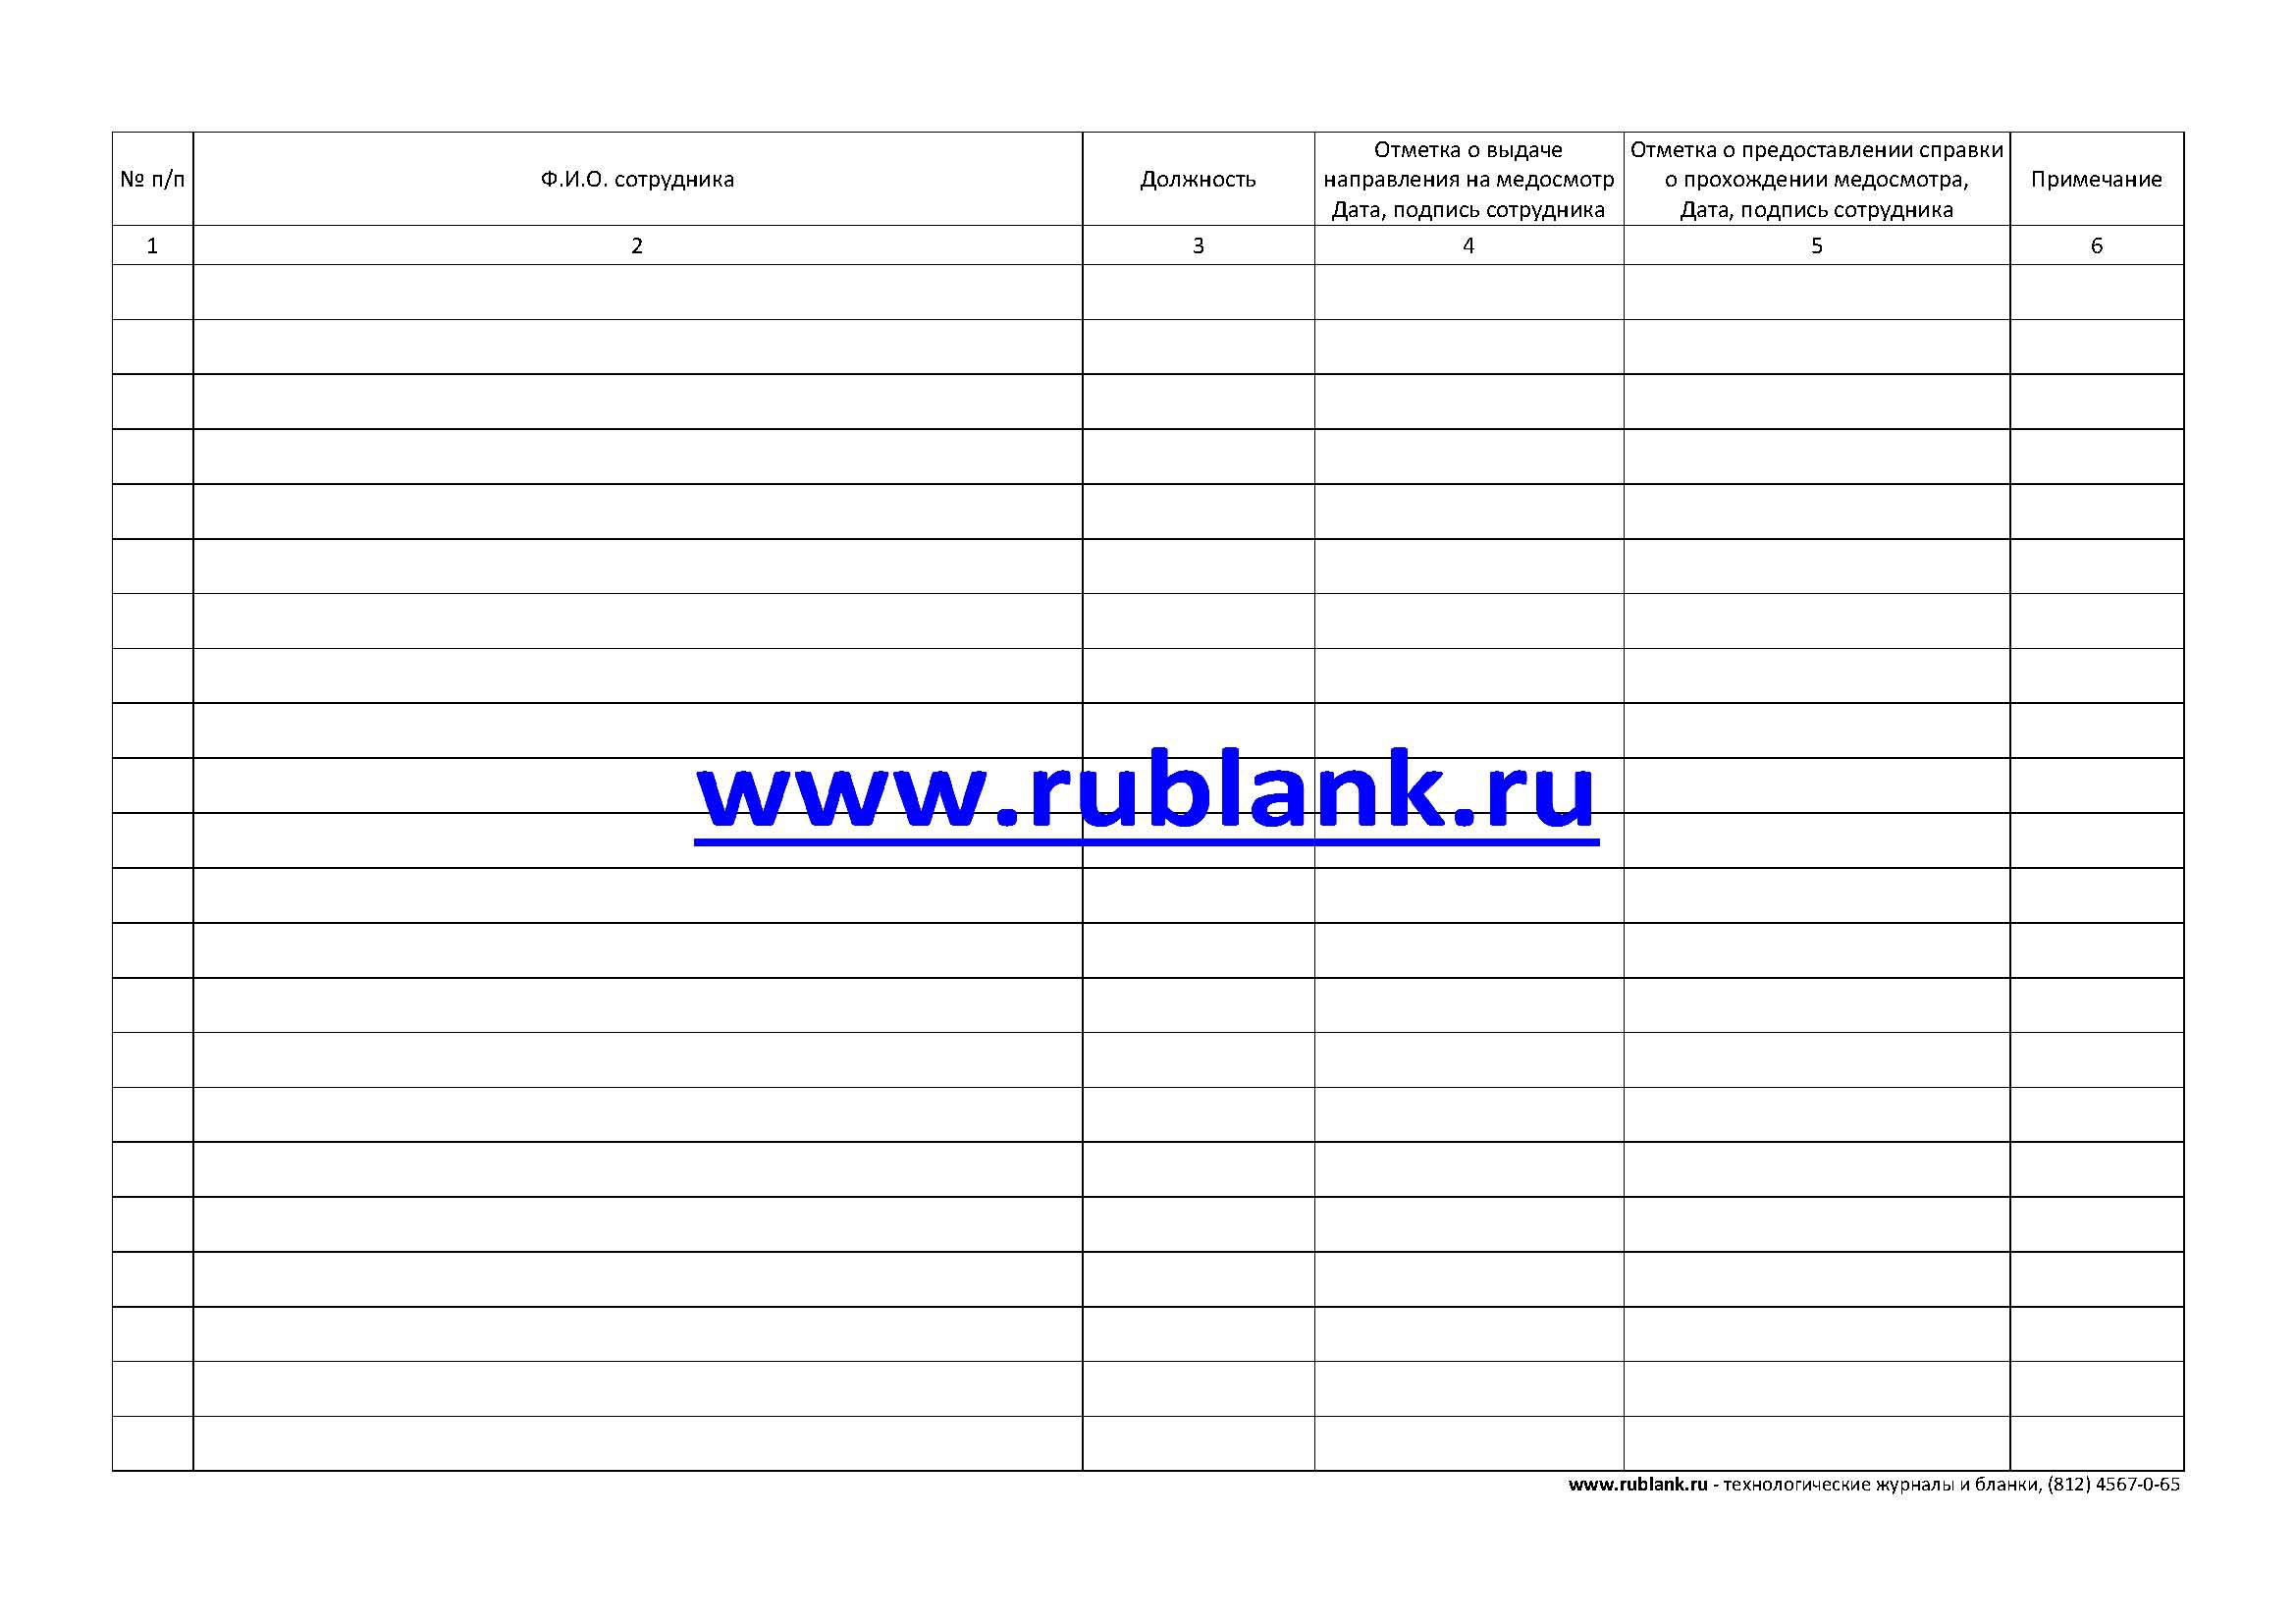 № п/п
Ф.И.О. сотрудника
Должность
Отметка о выдаче
направления на медосмотр
Дата, подпись сотрудника
Отметка о предоставлении справки
о прохождении медосмотра,
Дата, подпись сотрудника
Примечание
1 2 3 4 5 6
www.rublank.ru
www.rublank.ru - технологические журналы и бланки, (812) 4567-0-65